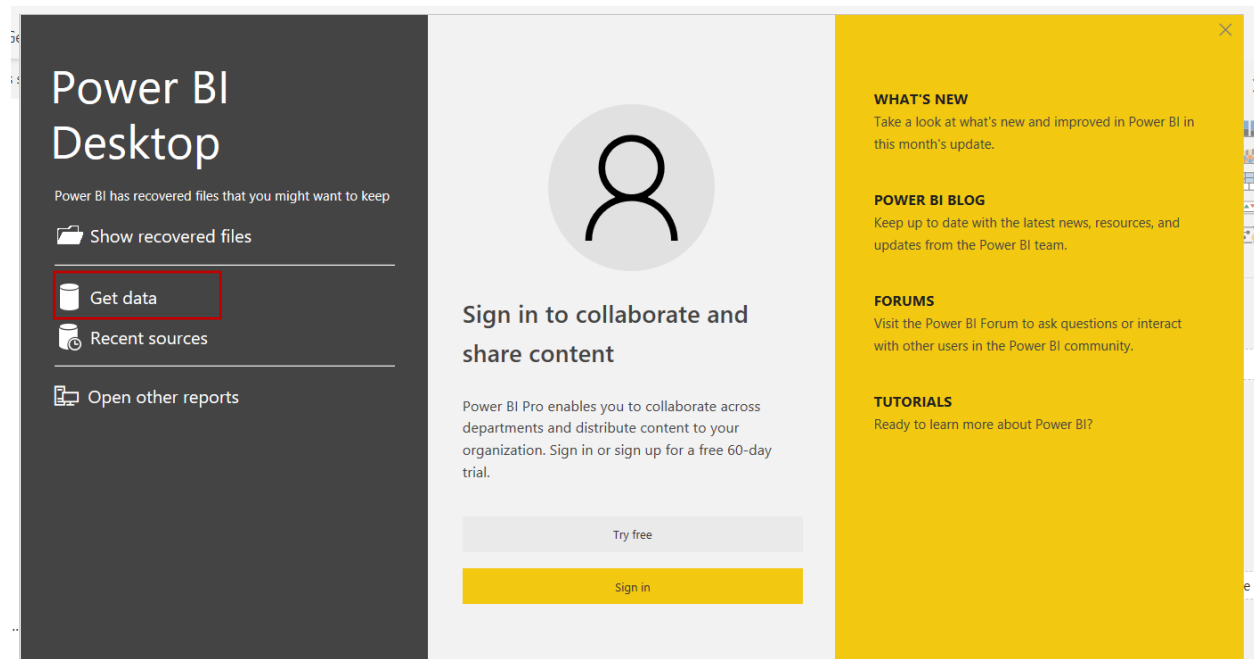 Power BI
Desktop
Power BI has recovered files that you might want to keep
Show recovered files
Get data
Recent sources
Open other reports
Sign in to collaborate and
share content
Power BI Pro enables you to collaborate across
departments and distribute content to your
organization. Sign in or sign up for a free 60-day
trial.
Try free
Sign in
WHAT'S NEW
Take a look at what's new and improved in Power BI in
this month's update.
POWER BI BLOG
Keep up to date with the latest news, resources, and
updates from the Power BI team.
FORUMS
Visit the Power BI Forum to ask questions or interact
with other users in the Power BI community.
TUTORIALS
Ready to learn more about Power BI?